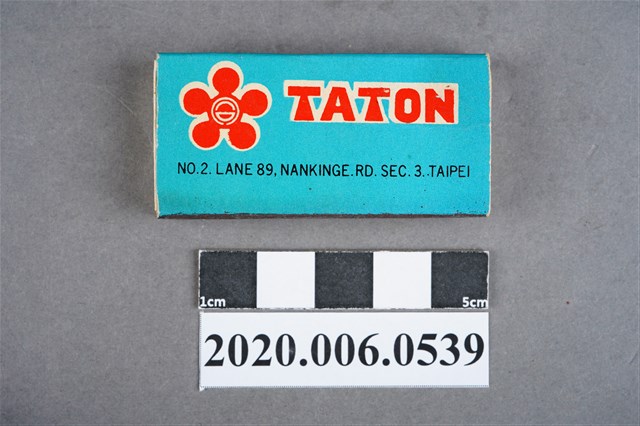 TATON
NO.2. LANE 89, NANKINGE.RD. SEC. 3. TAIPEI
1cm 5cm
2020.006.0539